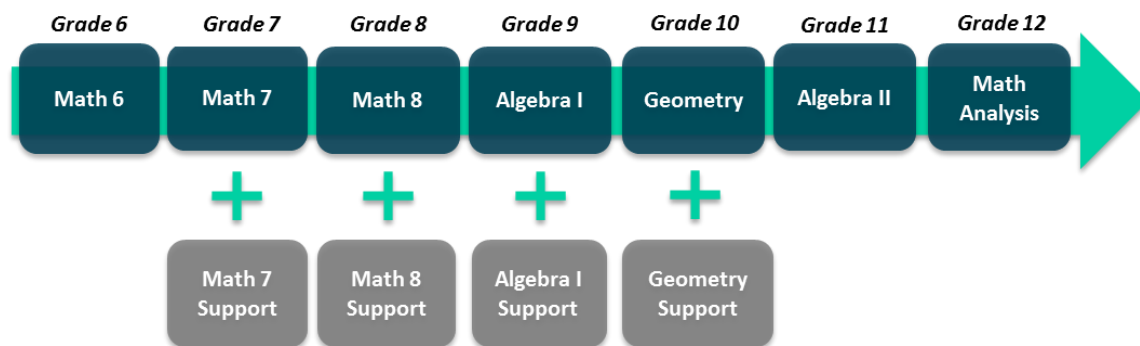 Grade 6 Grade 7 Grade 8 Grade 9 Grade 10 Grade 11 Grade 12
Math 6
Math 7
Math 8
Algebra I
Geometry
Algebra II
Math
Analysis
Math 7
Support
Math 8
Support
Algebra I
Support
Geometry
Support